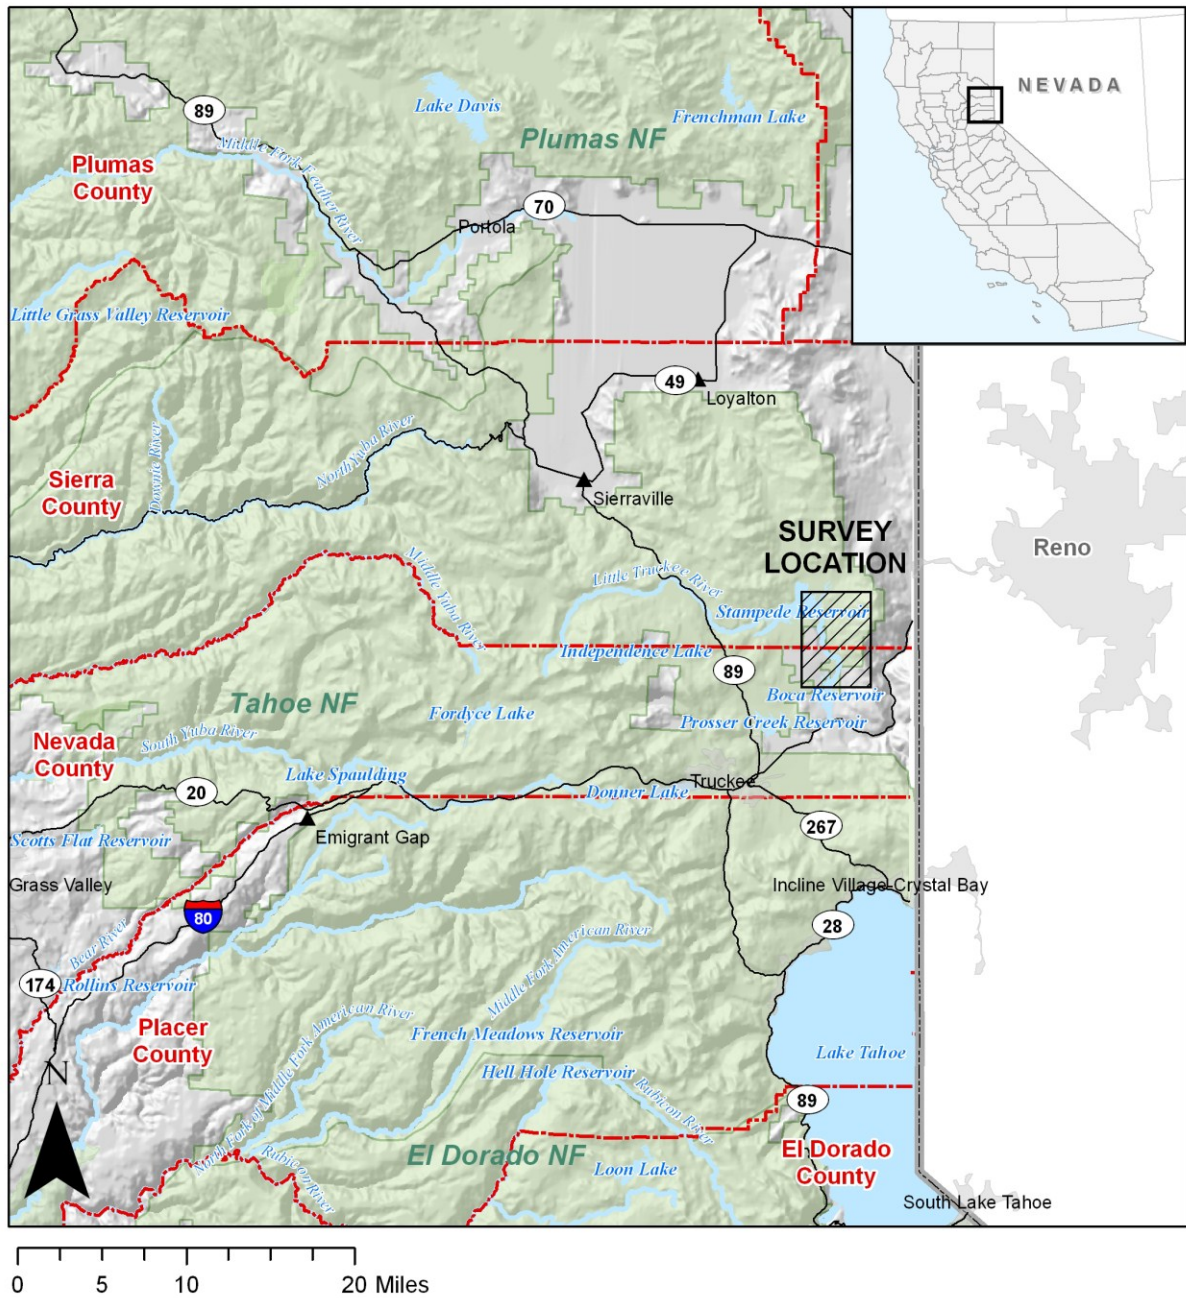 NEVADA
89
Lake Davis
Frenchman Lake
Plumas NF
Middle Fork Feather River
Plumas
County
70
Portola
Little Grass Valley Reservoir
49
Loyalton
North Yuba River
Downie River
Sierra
County
Sierraville
SURVEY
LOCATION
Reno
Middle Yuba River
Little Truckee River
Stampede Reservoir
Independence Lake
89
Boca Reservoir
Tahoe NF
Fordyce Lake
Prosser Creek Reservoir
Nevada
County
South Yuba River
Lake Spaulding
Truckee
Donner Lake
20
Scotts Flat Reservoir
Emigrant Gap
267
Grass Valley
Incline Village-Crystal Bay
80
28
Bear River
Middle Fork American River
174
Rollins Reservoir
Placer
County
North Fork of Middle Fork American River
French Meadows Reservoir
Lake Tahoe
N
Hell Hole Reservoir
Rubicon River
89
El Dorado NF
Rubicon River
Loon Lake
El Dorado
County
South Lake Tahoe
0 5 10 20 Miles